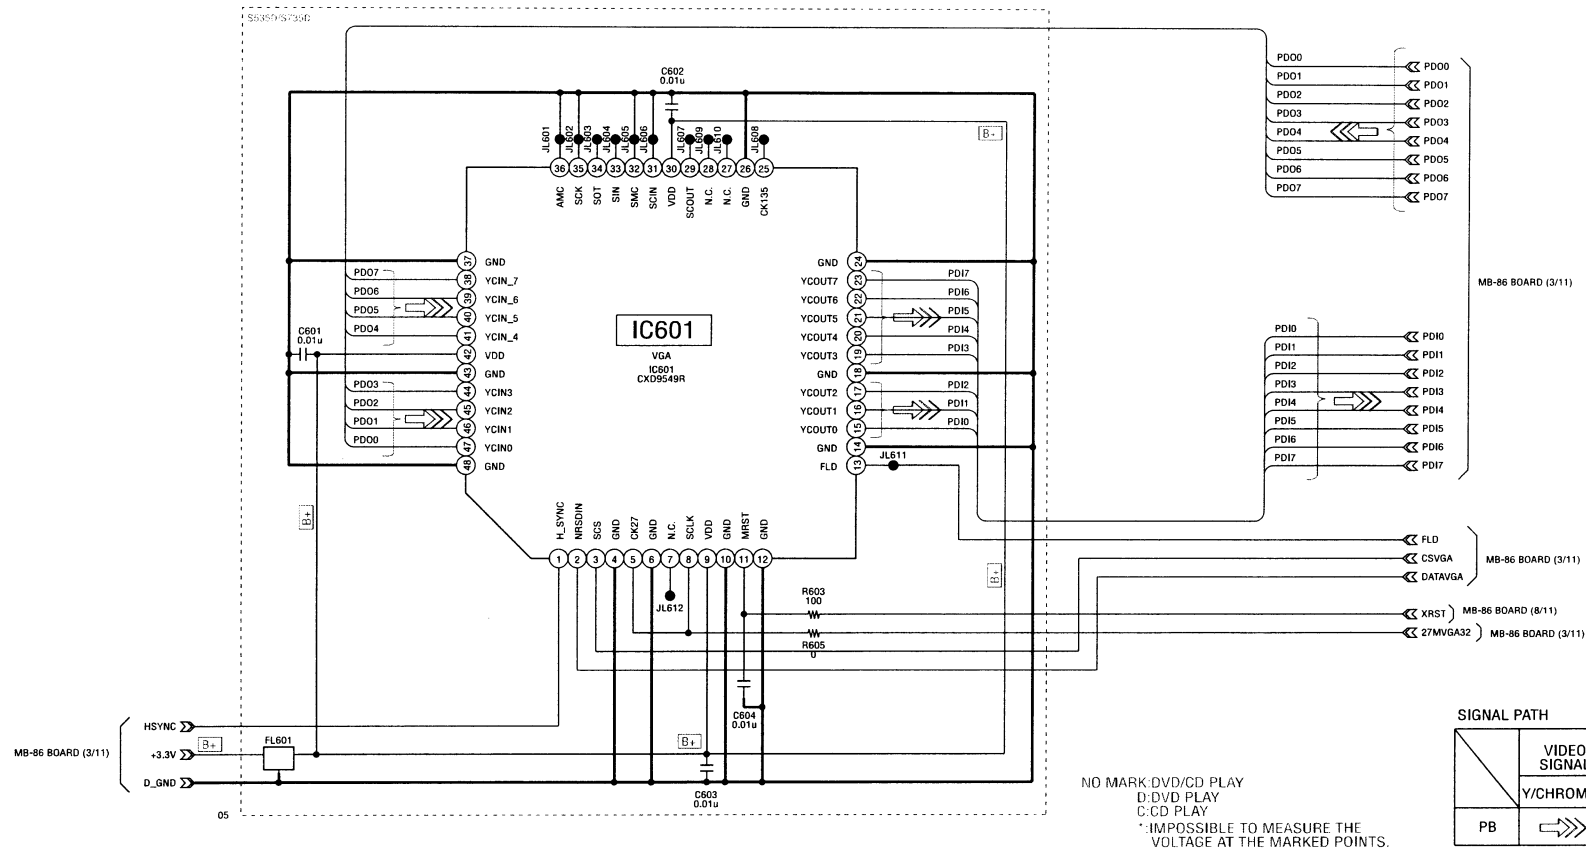 S535D/S735D
C602
0.01u
B+
JL601
JL602
JL603
JL604
JL605
JL606
JL607
JL609
JL610
JL608
36
35
34
33
32
31
30
29
28
27
26
25
AMC
SCK
SOT
SIN
SMC
SCIN
VDD
SCOUT
N.C.
N.C.
GND
CK135
PDO0
PDO1
PDO2
PDO3
PDO4
PDO5
PDO6
PDO7
PDO0
PDO1
PDO2
PDO3
PDO4
PDO5
PDO6
PDO7
MB-86 BOARD (3/11)
37 GND
PDO7 38 YCIN_7
PDO6 39 YCIN_6
PDO5 40 YCIN_5
PDO4 41 YCIN_4
C601
0.01u
42 VDD
43 GND
PDO3 44 YCIN3
PDO2 45 YCIN2
PDO1 46 YCIN1
PDO0 47 YCIN0
48 GND
IC601
VGA
IC601
CXD9549R
GND 24
YCOUT7 23 PDI7
YCOUT6 22 PDI6
YCOUT5 21 PDI5
YCOUT4 20 PDI4
YCOUT3 19 PDI3
GND 18
YCOUT2 17 PDI2
YCOUT1 16 PDI1
YCOUT0 15 PDI0
GND 14
FLD 13
JL611
PDI0
PDI1
PDI2
PDI3
PDI4
PDI5
PDI6
PDI7
PDI0
PDI1
PDI2
PDI3
PDI4
PDI5
PDI6
PDI7
B+
H_SYNC
NRSDIN
SCS
GND
CK27
GND
N.C.
SCLK
VDD
GND
MRST
GND
1
2
3
4
5
6
7
8
9
10
11
12
JL612
B+
R603
100
R605
0
C604
0.01u
FLD
CSVGA
DATAVGA
MB-86 BOARD (3/11)
XRST
MB-86 BOARD (8/11)
27MVGA32
MB-86 BOARD (3/11)
MB-86 BOARD (3/11)
HSYNC
+3.3V
D_GND
B+
FL601
B+
C603
0.01u
05
NO MARK:DVD/CD PLAY
D:DVD PLAY
C:CD PLAY
*:IMPOSSIBLE TO MEASURE THE
VOLTAGE AT THE MARKED POINTS.
SIGNAL PATH
VIDEO
SIGNAL
Y/CHROM
PB